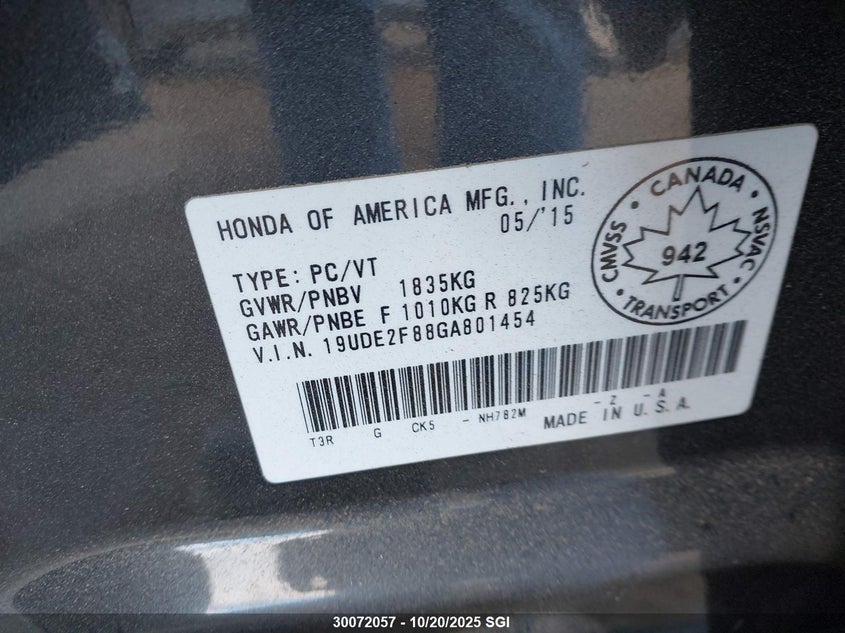 HONDA OF AMERICA MFG., INC.
05/'15
TYPE: PC/VT
GVWR/PNBV 1835KG
GAWR/PNBE F 1010KG R 825KG
V.I.N. 19UDE2F88GA801454
T3R G CK5 - NH782M - Z - A
MADE IN U.S.A.
CANADA
CMVSS • NSVAC
942
TRANSPORT
30072057 - 10/20/2025 SGI